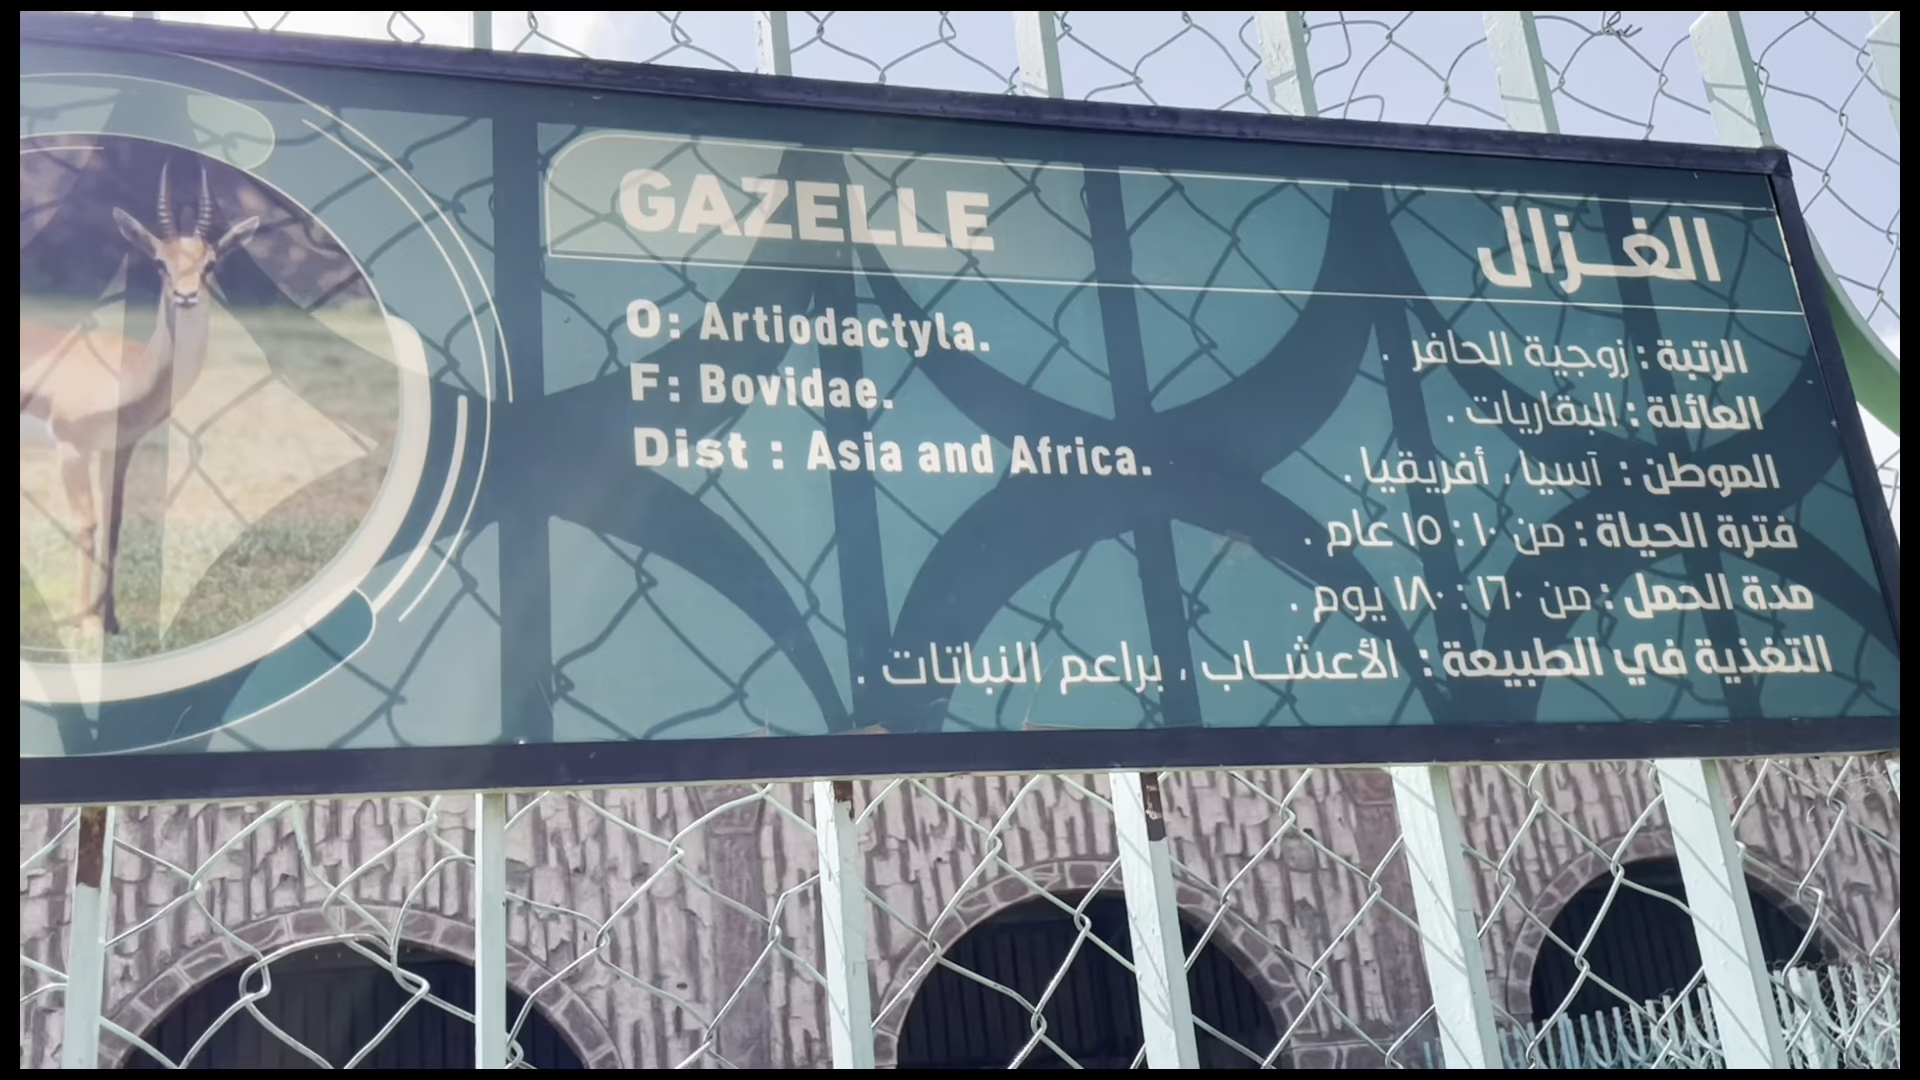 GAZELLE
O: Artiodactyla.
F: Bovidae.
Dist : Asia and Africa.
الغـزال
الرتبة : زوجية الحافر .
العائلة : البقاريات .
الموطن : آسيا ، أفريقيا .
فترة الحياة : من ١٠ : ١٥ عام .
مدة الحمل : من ١٦٠ : ١٨٠ يوم .
التغذية في الطبيعة : الأعشـاب ، براعم النباتات .